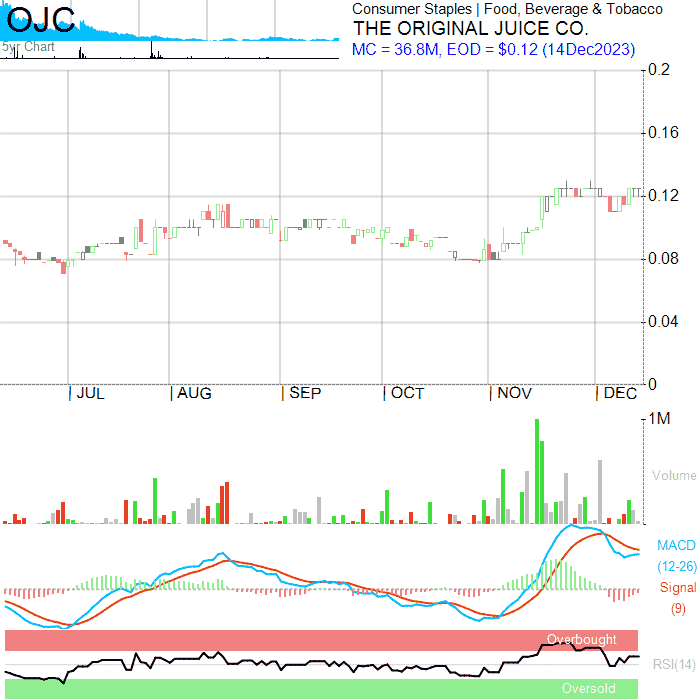 OJC
5yr Chart
Consumer Staples | Food, Beverage & Tobacco
THE ORIGINAL JUICE CO.
MC = 36.8M, EOD = $0.12 (14Dec2023)
0.2
0.16
0.12
0.08
0.04
0
| JUL | AUG | SEP | OCT | NOV | DEC
1M
Volume
MACD
(12-26)
Signal
(9)
Overbought
RSI(14)
Oversold